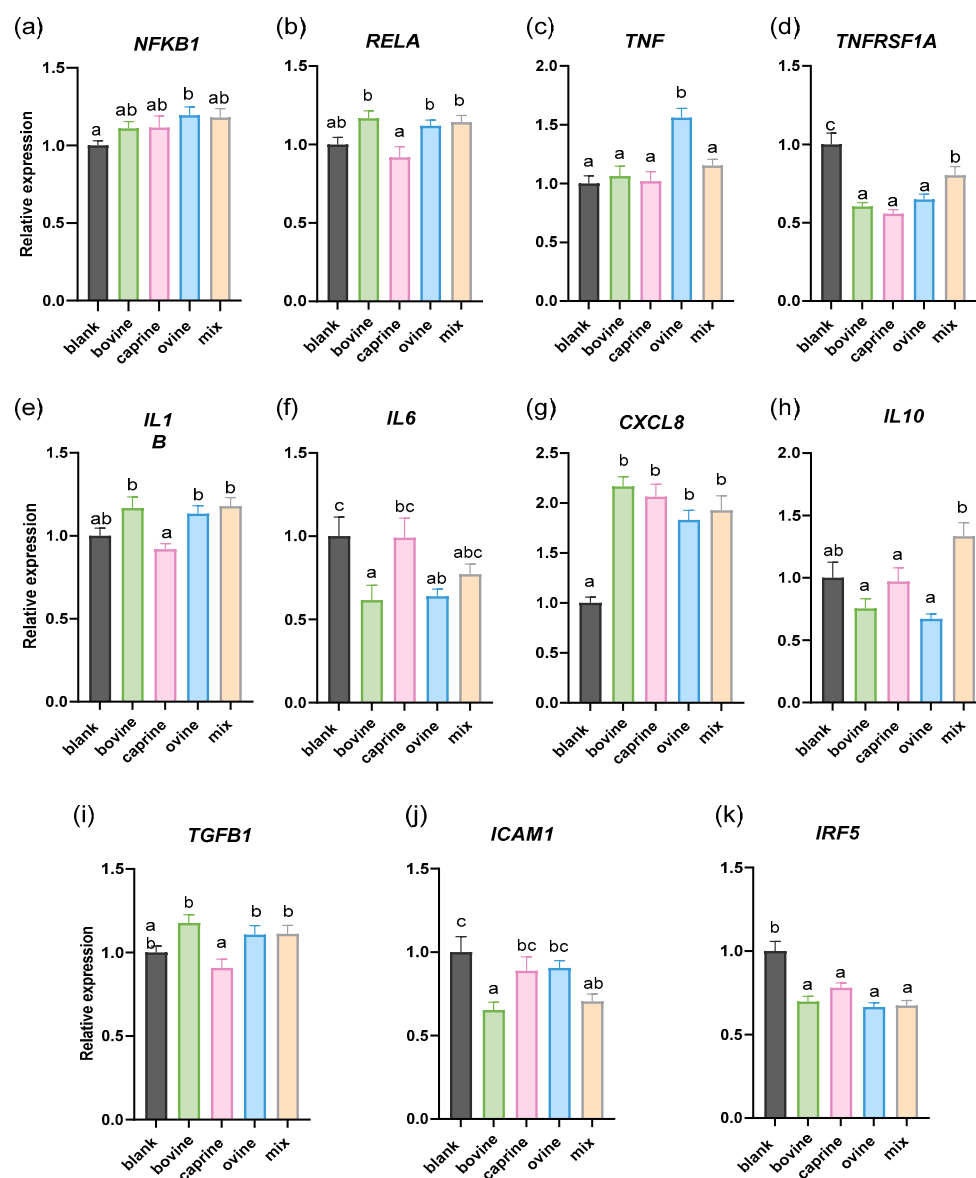 (a)
NFKB1
Relative expression
1.5
1.0
0.5
0.0
a
ab
ab
b
ab
blank
bovine
caprine
ovine
mix
(b)
RELA
1.5
1.0
0.5
0.0
ab
b
a
b
b
blank
bovine
caprine
ovine
mix
(c)
TNF
2.0
1.5
1.0
0.5
0.0
a
a
a
b
a
blank
bovine
caprine
ovine
mix
(d)
TNFRSF1A
1.5
1.0
0.5
0.0
c
a
a
a
b
blank
bovine
caprine
ovine
mix
(e)
IL1
B
Relative expression
1.5
1.0
0.5
0.0
ab
b
a
b
b
blank
bovine
caprine
ovine
mix
(f)
IL6
1.5
1.0
0.5
0.0
c
a
bc
ab
abc
blank
bovine
caprine
ovine
mix
(g)
CXCL8
2.5
2.0
1.5
1.0
0.5
0.0
a
b
b
b
b
blank
bovine
caprine
ovine
mix
(h)
IL10
2.0
1.5
1.0
0.5
0.0
ab
a
a
a
b
blank
bovine
caprine
ovine
mix
(i)
TGFB1
Relative expression
1.5
1.0
0.5
0.0
a
b
b
a
b
b
blank
bovine
caprine
ovine
mix
(j)
ICAM1
1.5
1.0
0.5
0.0
c
a
bc
bc
ab
blank
bovine
caprine
ovine
mix
(k)
IRF5
1.5
1.0
0.5
0.0
b
a
a
a
a
blank
bovine
caprine
ovine
mix